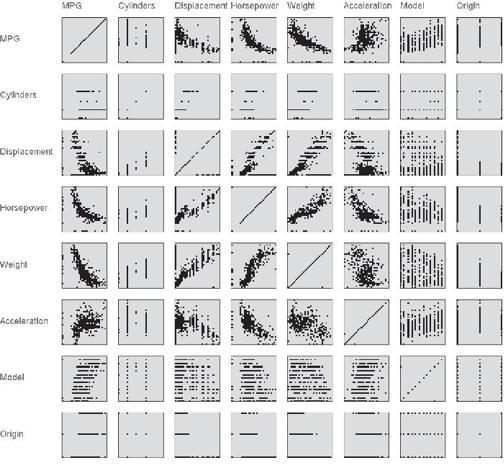 MPG Cylinders Displacement Horsepower Weight Acceleration Model Origin
MPG
Cylinders
Displacement
Horsepower
Weight
Acceleration
Model
Origin